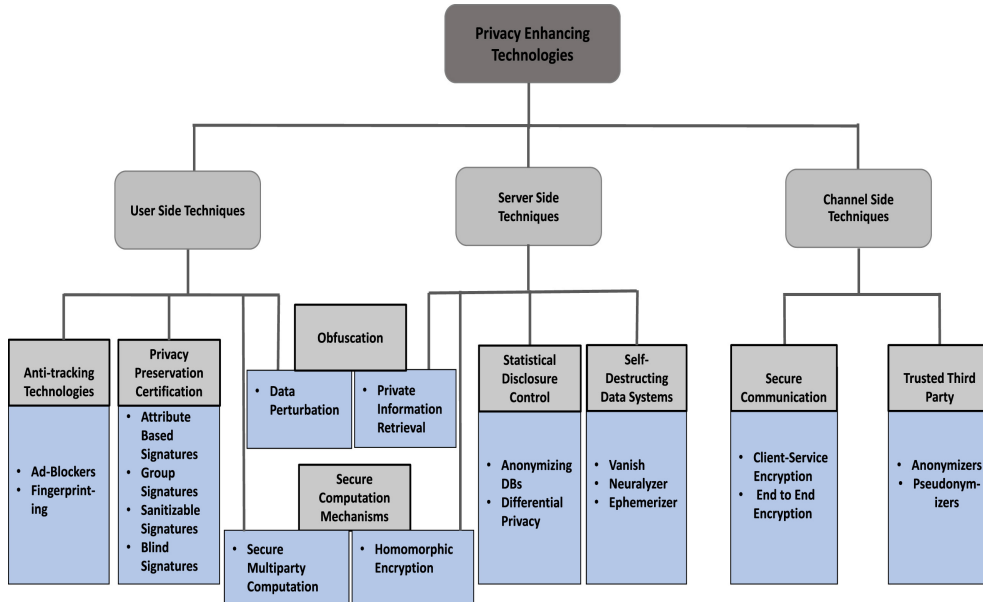 Privacy Enhancing
Technologies
User Side Techniques
Server Side
Techniques
Channel Side
Techniques
Anti-tracking
Technologies
• Ad-Blockers
• Fingerprint-
ing
Privacy
Preservation
Certification
• Attribute
Based
Signatures
• Group
Signatures
• Sanitizable
Signatures
• Blind
Signatures
Obfuscation
• Data
Perturbation
• Private
Information
Retrieval
Secure
Computation
Mechanisms
• Secure
Multiparty
Computation
• Homomorphic
Encryption
Statistical
Disclosure
Control
• Anonymizing
DBs
• Differential
Privacy
Self-
Destructing
Data Systems
• Vanish
• Neuralyzer
• Ephemerizer
Secure
Communication
• Client-Service
Encryption
• End to End
Encryption
Trusted Third
Party
• Anonymizers
• Pseudonym-
izers